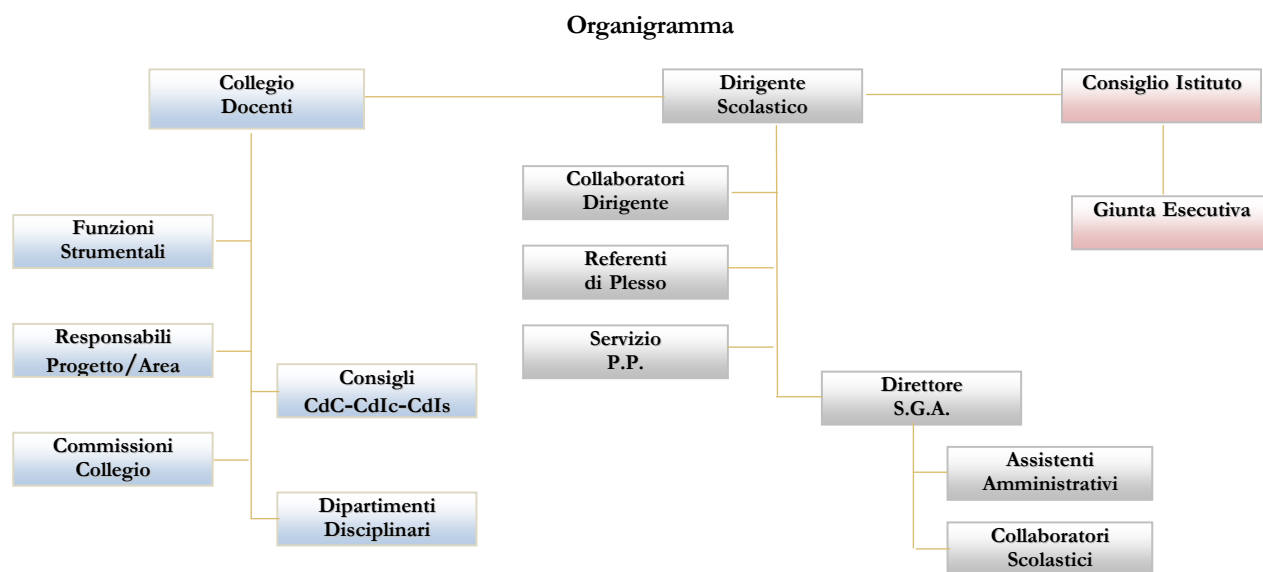 Organigramma
Collegio
Docenti
Dirigente
Scolastico
Consiglio Istituto
Collaboratori
Dirigente
Giunta Esecutiva
Funzioni
Strumentali
Referenti
di Plesso
Responsabili
Progetto/Area
Servizio
P.P.
Consigli
CdC-CdIc-CdIs
Direttore
S.G.A.
Commissioni
Collegio
Assistenti
Amministrativi
Dipartimenti
Disciplinari
Collaboratori
Scolastici